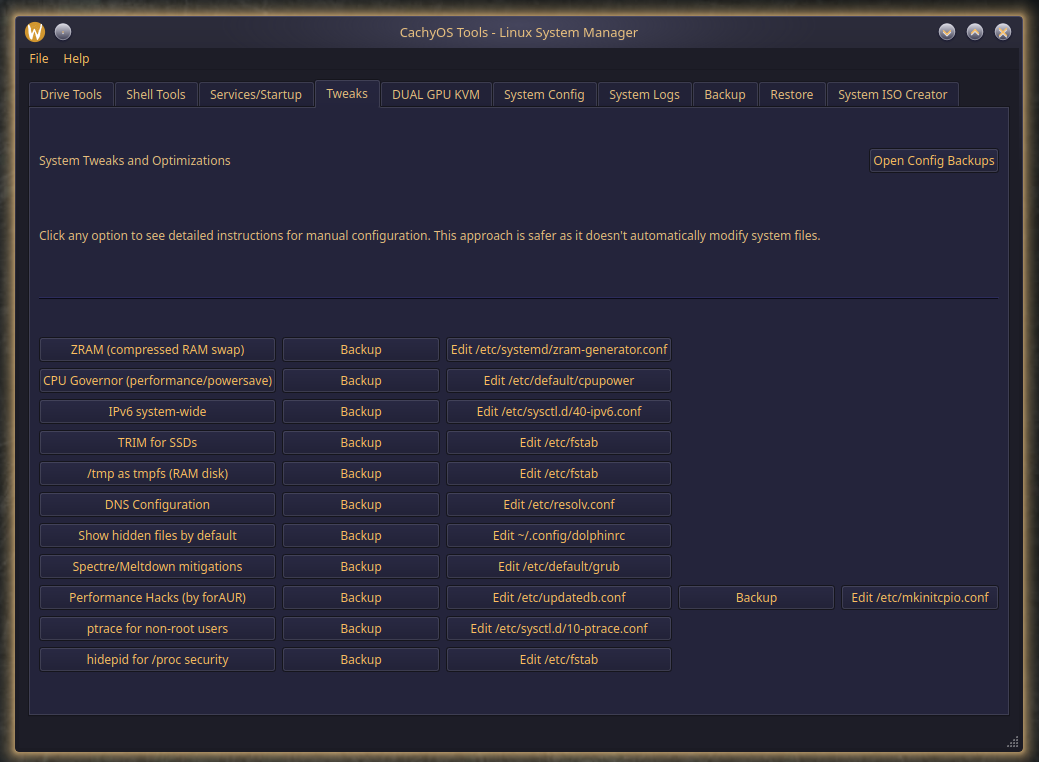 W
CachyOS Tools - Linux System Manager
File Help
Drive Tools Shell Tools Services/Startup Tweaks DUAL GPU KVM System Config System Logs Backup Restore System ISO Creator
System Tweaks and Optimizations Open Config Backups
Click any option to see detailed instructions for manual configuration. This approach is safer as it doesn't automatically modify system files.
ZRAM (compressed RAM swap) Backup Edit /etc/systemd/zram-generator.conf
CPU Governor (performance/powersave) Backup Edit /etc/default/cpupower
IPv6 system-wide Backup Edit /etc/sysctl.d/40-ipv6.conf
TRIM for SSDs Backup Edit /etc/fstab
/tmp as tmpfs (RAM disk) Backup Edit /etc/fstab
DNS Configuration Backup Edit /etc/resolv.conf
Show hidden files by default Backup Edit ~/.config/dolphinrc
Spectre/Meltdown mitigations Backup Edit /etc/default/grub
Performance Hacks (by forAUR) Backup Edit /etc/updatedb.conf Backup Edit /etc/mkinitcpio.conf
ptrace for non-root users Backup Edit /etc/sysctl.d/10-ptrace.conf
hidepid for /proc security Backup Edit /etc/fstab